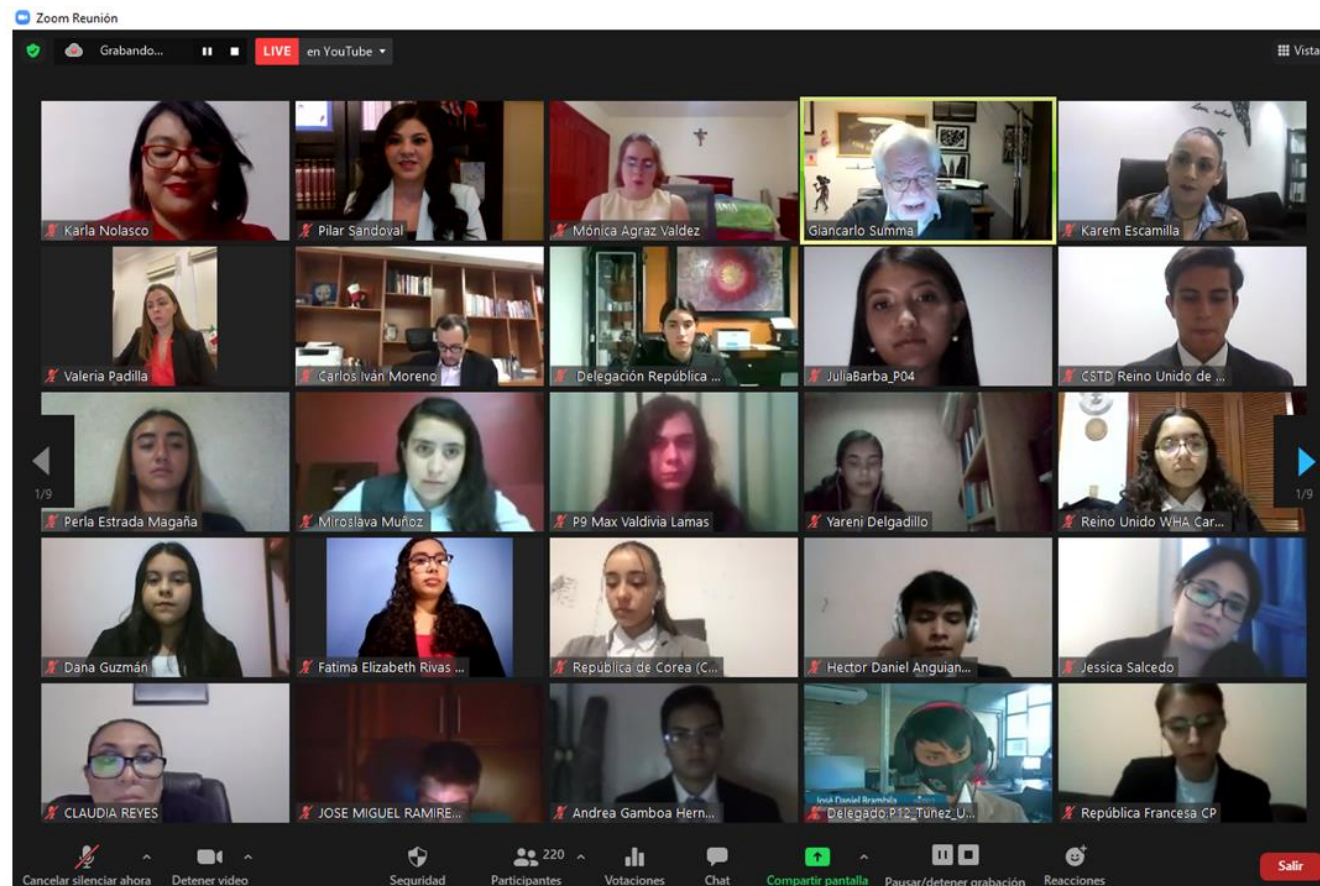 Zoom Reunión
Grabando...
LIVE en YouTube
Vista
Karla Nolasco
Pilar Sandoval
Mónica Agraz Valdez
Giancarlo Summa
Karem Escamilla
Valeria Padilla
Carlos Iván Moreno
Delegación República ...
JuliaBarba_P04
CSTD Reino Unido de ...
1/9
1/9
Perla Estrada Magaña
Miroslava Muñoz
P9 Max Valdivia Lamas
Yareni Delgadillo
Reino Unido WHA Car...
Dana Guzmán
Fatima Elizabeth Rivas ...
República de Corea (C...
Hector Daniel Anguian...
Jessica Salcedo
José Daniel Brambila
CLAUDIA REYES
JOSE MIGUEL RAMIRE...
Andrea Gamboa Hern...
Delegado:P12_Tunez_U...
República Francesa CP
220
Cancelar silenciar ahora
Detener video
Seguridad
Participantes
Votaciones
Chat
Compartir pantalla
Pausar/detener grabación
Reacciones
Salir